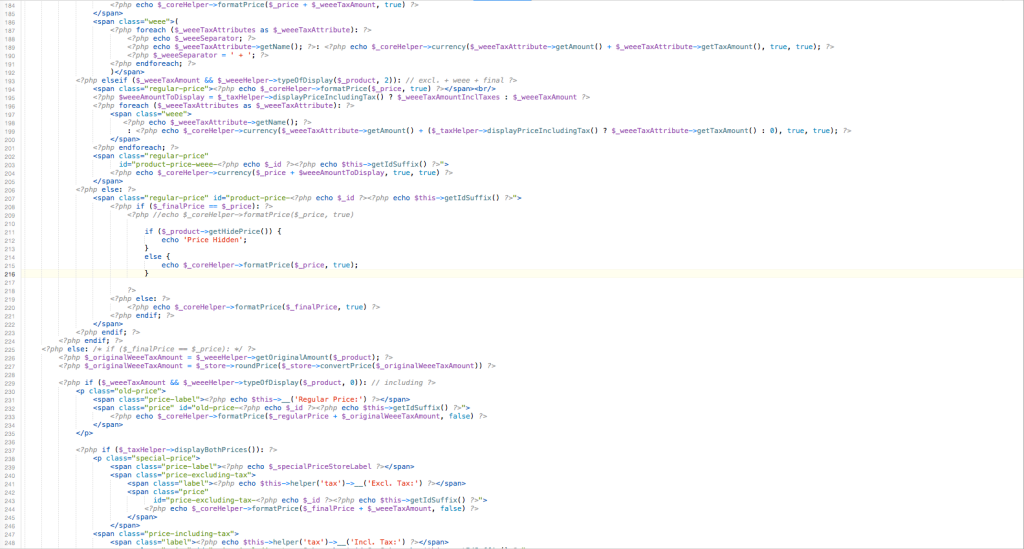 184 <?php echo $_coreHelper->formatPrice($_price + $_weeeTaxAmount, true) ?>
185 </span>
186 <span class="weee">(
187 <?php foreach ($_weeeTaxAttributes as $_weeeTaxAttribute): ?>
188 <?php echo $_weeeSeparator; ?>
189 <?php echo $_weeeTaxAttribute->getName(); ?>: <?php echo $_coreHelper->currency($_weeeTaxAttribute->getAmount() + $_weeeTaxAttribute->getTaxAmount(), true, true); ?>
190 <?php $_weeeSeparator = ' + '; ?>
191 <?php endforeach; ?>
192 )</span>
193 <?php elseif ($_weeeTaxAmount && $_weeeHelper->typeOfDisplay($_product, 2)): // excl. + weee + final ?>
194 <span class="regular-price"><?php echo $_coreHelper->formatPrice($_price, true) ?></span><br/>
195 <?php $weeeAmountToDisplay = $_taxHelper->displayPriceIncludingTax() ? $_weeeTaxAmountInclTaxes : $_weeeTaxAmount ?>
196 <?php foreach ($_weeeTaxAttributes as $_weeeTaxAttribute): ?>
197 <span class="weee">
198 <?php echo $_weeeTaxAttribute->getName(); ?>
199 : <?php echo $_coreHelper->currency($_weeeTaxAttribute->getAmount() + ($_taxHelper->displayPriceIncludingTax() ? $_weeeTaxAttribute->getTaxAmount() : 0), true, true); ?>
200 </span>
201 <?php endforeach; ?>
202 <span class="regular-price"
203 id="product-price-weee-<?php echo $_id ?><?php echo $this->getIdSuffix() ?>">
204 <?php echo $_coreHelper->currency($_price + $weeeAmountToDisplay, true, true) ?>
205 </span>
206 <?php else: ?>
207 <span class="regular-price" id="product-price-<?php echo $_id ?><?php echo $this->getIdSuffix() ?>">
208 <?php if ($_finalPrice == $_price): ?>
209 <?php //echo $_coreHelper->formatPrice($_price, true)
210
211 if ($_product->getHidePrice()) {
212 echo 'Price Hidden';
213 }
214 else {
215 echo $_coreHelper->formatPrice($_price, true);
216 }
217
218 ?>
219 <?php else: ?>
220 <?php echo $_coreHelper->formatPrice($_finalPrice, true) ?>
221 <?php endif; ?>
222 </span>
223 <?php endif; ?>
224 <?php endif; ?>
225 <?php else: /* if ($_finalPrice == $_price): */ ?>
226 <?php $_originalWeeeTaxAmount = $_weeeHelper->getOriginalAmount($_product); ?>
227 <?php $_originalWeeeTaxAmount = $_store->roundPrice($_store->convertPrice($_originalWeeeTaxAmount)) ?>
228
229 <?php if ($_weeeTaxAmount && $_weeeHelper->typeOfDisplay($_product, 0)): // including ?>
230 <p class="old-price">
231 <span class="price-label"><?php echo $this->__('Regular Price:') ?></span>
232 <span class="price" id="old-price-<?php echo $_id ?><?php echo $this->getIdSuffix() ?>">
233 <?php echo $_coreHelper->formatPrice($_regularPrice + $_originalWeeeTaxAmount, false) ?>
234 </span>
235 </p>
236
237 <?php if ($_taxHelper->displayBothPrices()): ?>
238 <p class="special-price">
239 <span class="price-label"><?php echo $_specialPriceStoreLabel ?></span>
240 <span class="price-excluding-tax">
241 <span class="label"><?php echo $this->helper('tax')->__('Excl. Tax:') ?></span>
242 <span class="price"
243 id="price-excluding-tax-<?php echo $_id ?><?php echo $this->getIdSuffix() ?>">
244 <?php echo $_coreHelper->formatPrice($_finalPrice + $_weeeTaxAmount, false) ?>
245 </span>
246 </span>
247 <span class="price-including-tax">
248 <span class="label"><?php echo $this->helper('tax')->__('Incl. Tax:') ?></span>